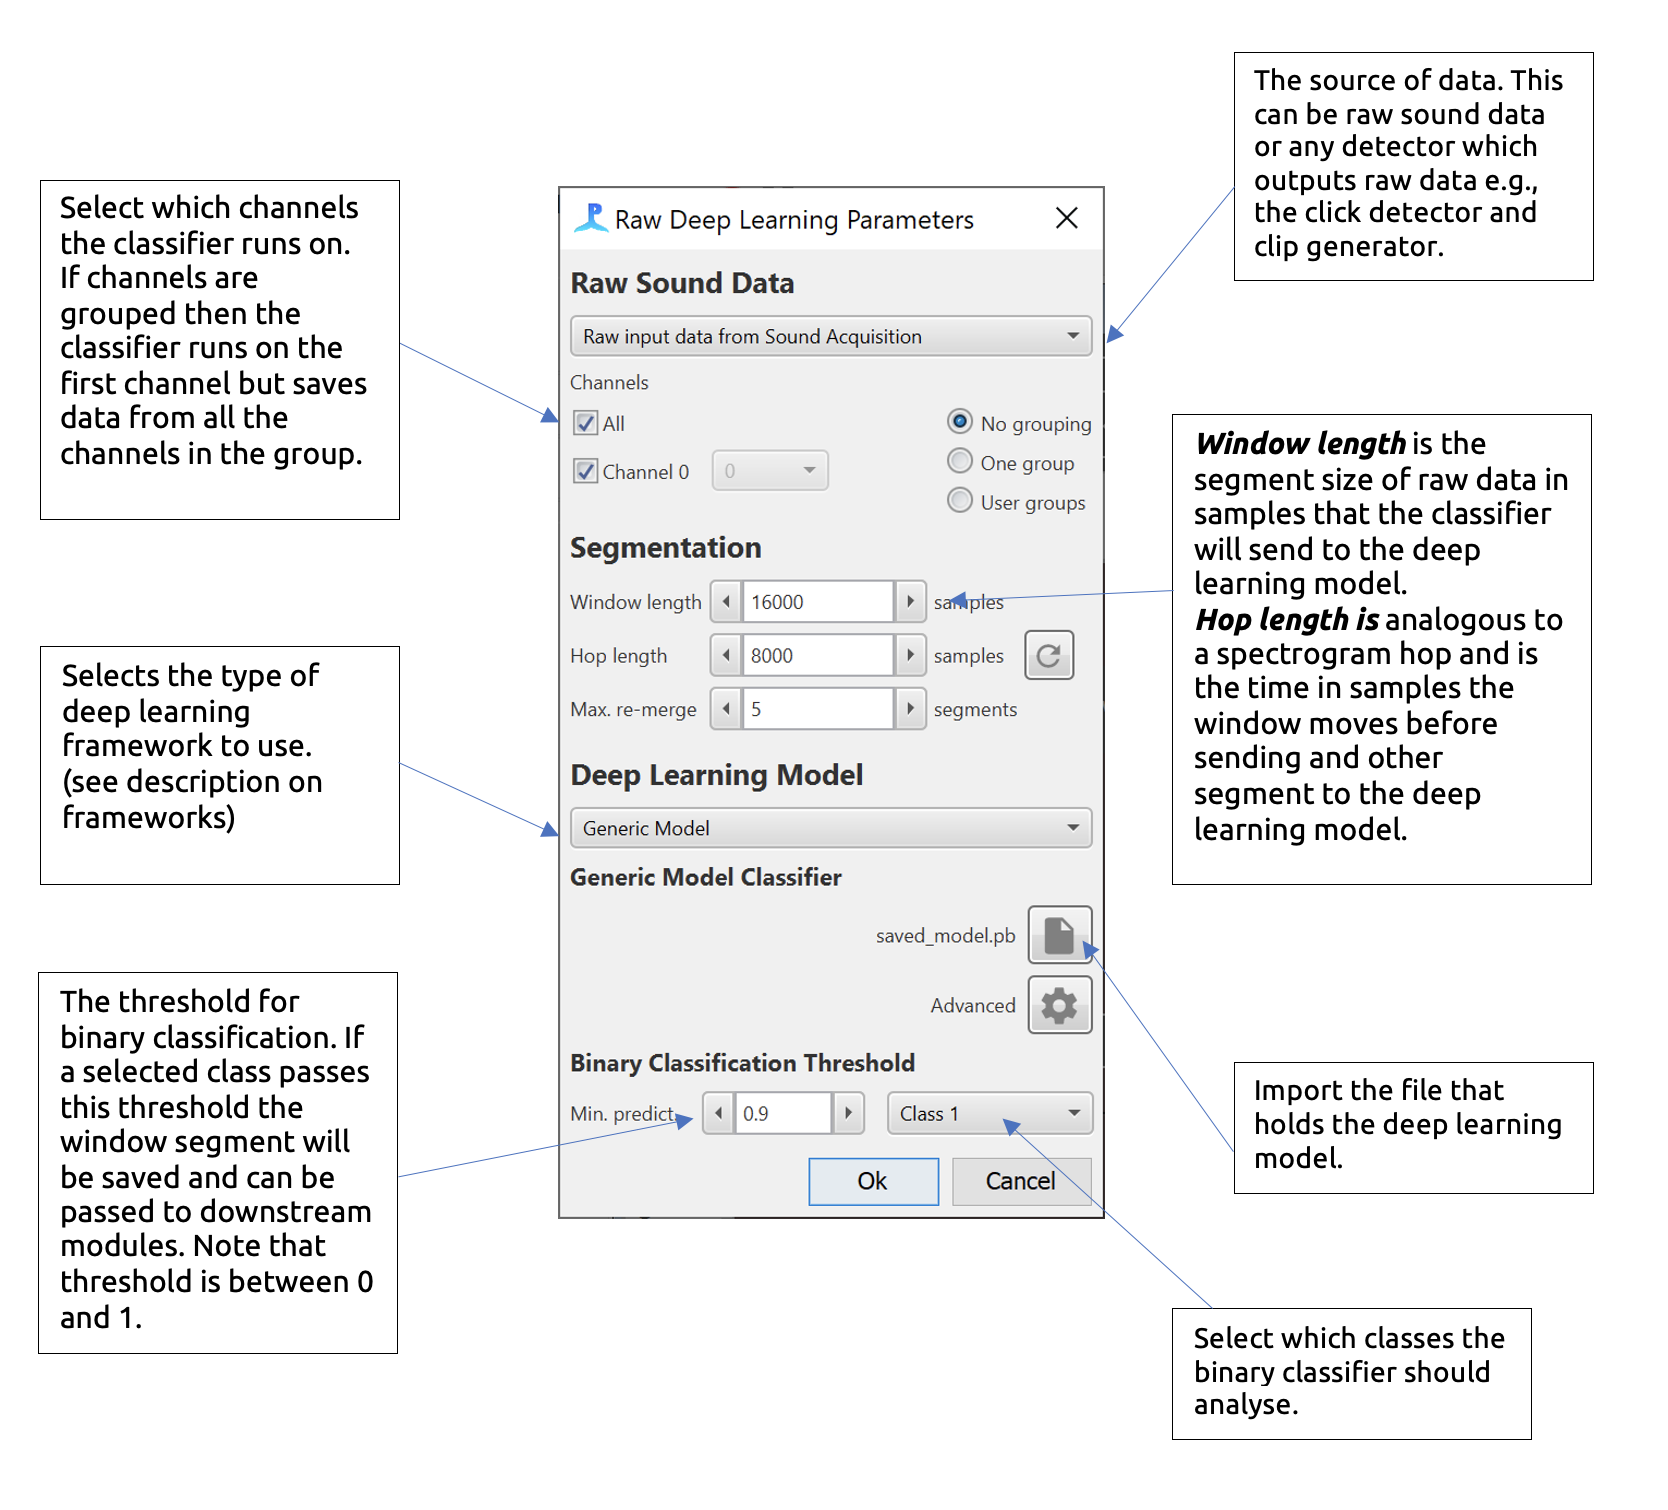 The source of data. This
can be raw sound data
or any detector which
outputs raw data e.g.,
the click detector and
clip generator.
Select which channels
the classifier runs on.
If channels are
grouped then the
classifier runs on the
first channel but saves
data from all the
channels in the group.
Raw Deep Learning Parameters
Raw Sound Data
Raw input data from Sound Acquisition
Channels
All
No grouping
One group
Channel 0 0
User groups
Window length is the
segment size of raw data in
samples that the classifier
will send to the deep
learning model.
Hop length is analogous to
a spectrogram hop and is
the time in samples the
window moves before
sending and other
segment to the deep
learning model.
Segmentation
Window length 16000 samples
Hop length 8000 samples
Max. re-merge 5 segments
Selects the type of
deep learning
framework to use.
(see description on
frameworks)
Deep Learning Model
Generic Model
Generic Model Classifier
saved_model.pb
Advanced
The threshold for
binary classification. If
a selected class passes
this threshold the
window segment will
be saved and can be
passed to downstream
modules. Note that
threshold is between 0
and 1.
Binary Classification Threshold
Min. predict. 0.9 Class 1
Ok Cancel
Import the file that
holds the deep learning
model.
Select which classes the
binary classifier should
analyse.